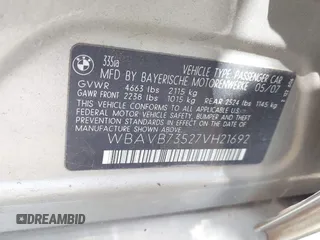 BMW
335ia
VEHICLE TYPE PASSENGER CAR
MFD BY BAYERISCHE MOTORENWERKE 05/07
GVWR 4663 lbs 2115 kg
GAWR FRONT 2238 lbs 1015 kg REAR 2524 lbs 1145 kg
THIS VEHICLE CONFORMS TO ALL APPLICABLE U.S.
FEDERAL MOTOR VEHICLE SAFETY, BUMPER, AND
THEFT PREVENTION STANDARDS IN EFFECT ON THE
DATE OF MANUFACTURE SHOWN ABOVE.
WBAVB73527VH21692
DREAMBID